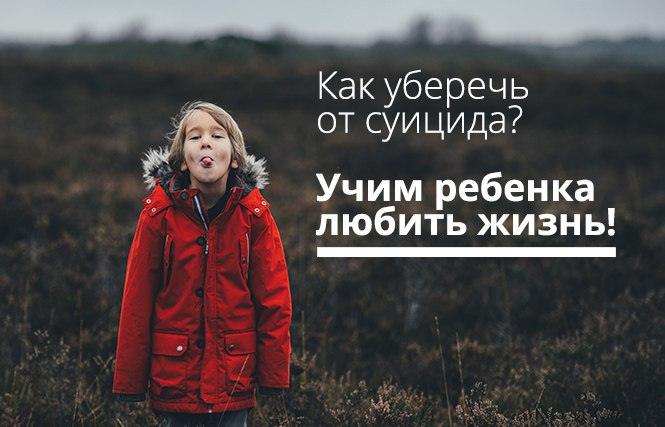 Как уберечь
от суицида?
Учим ребенка
любить жизнь!